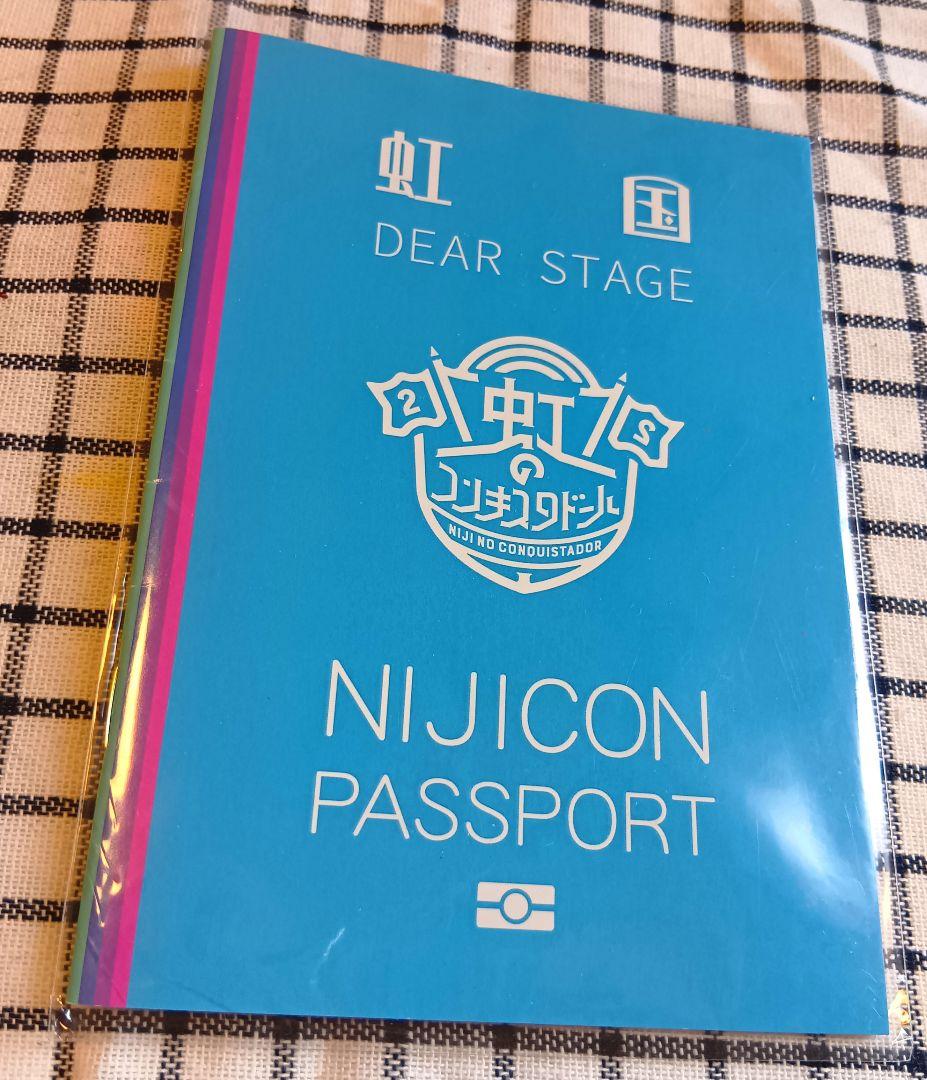 虹 国
DEAR STAGE
2 虹 2
の
コンキスタドール
NIJI NO CONQUISTADOR
NIJICON
PASSPORT